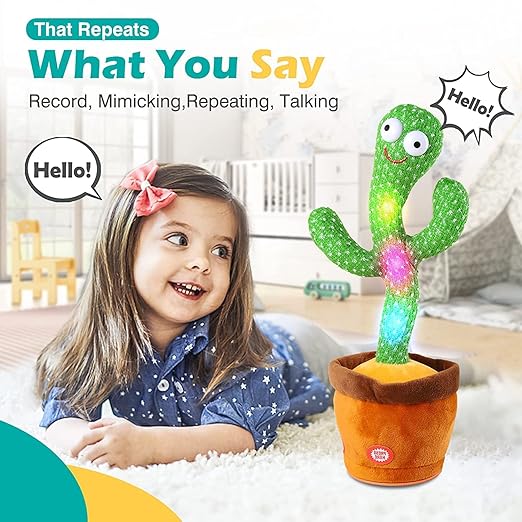 That Repeats
What You Say
Record, Mimicking,Repeating, Talking
Hello!
Hello!